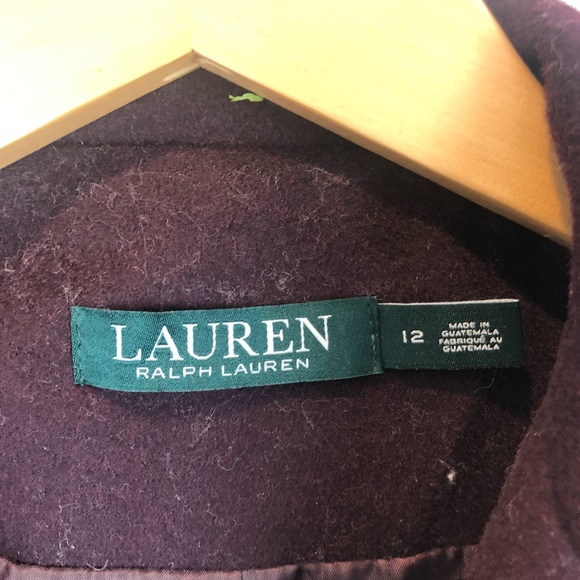 LAUREN
RALPH LAUREN
12
MADE IN
GUATEMALA
FABRIQUÉ AU
GUATEMALA